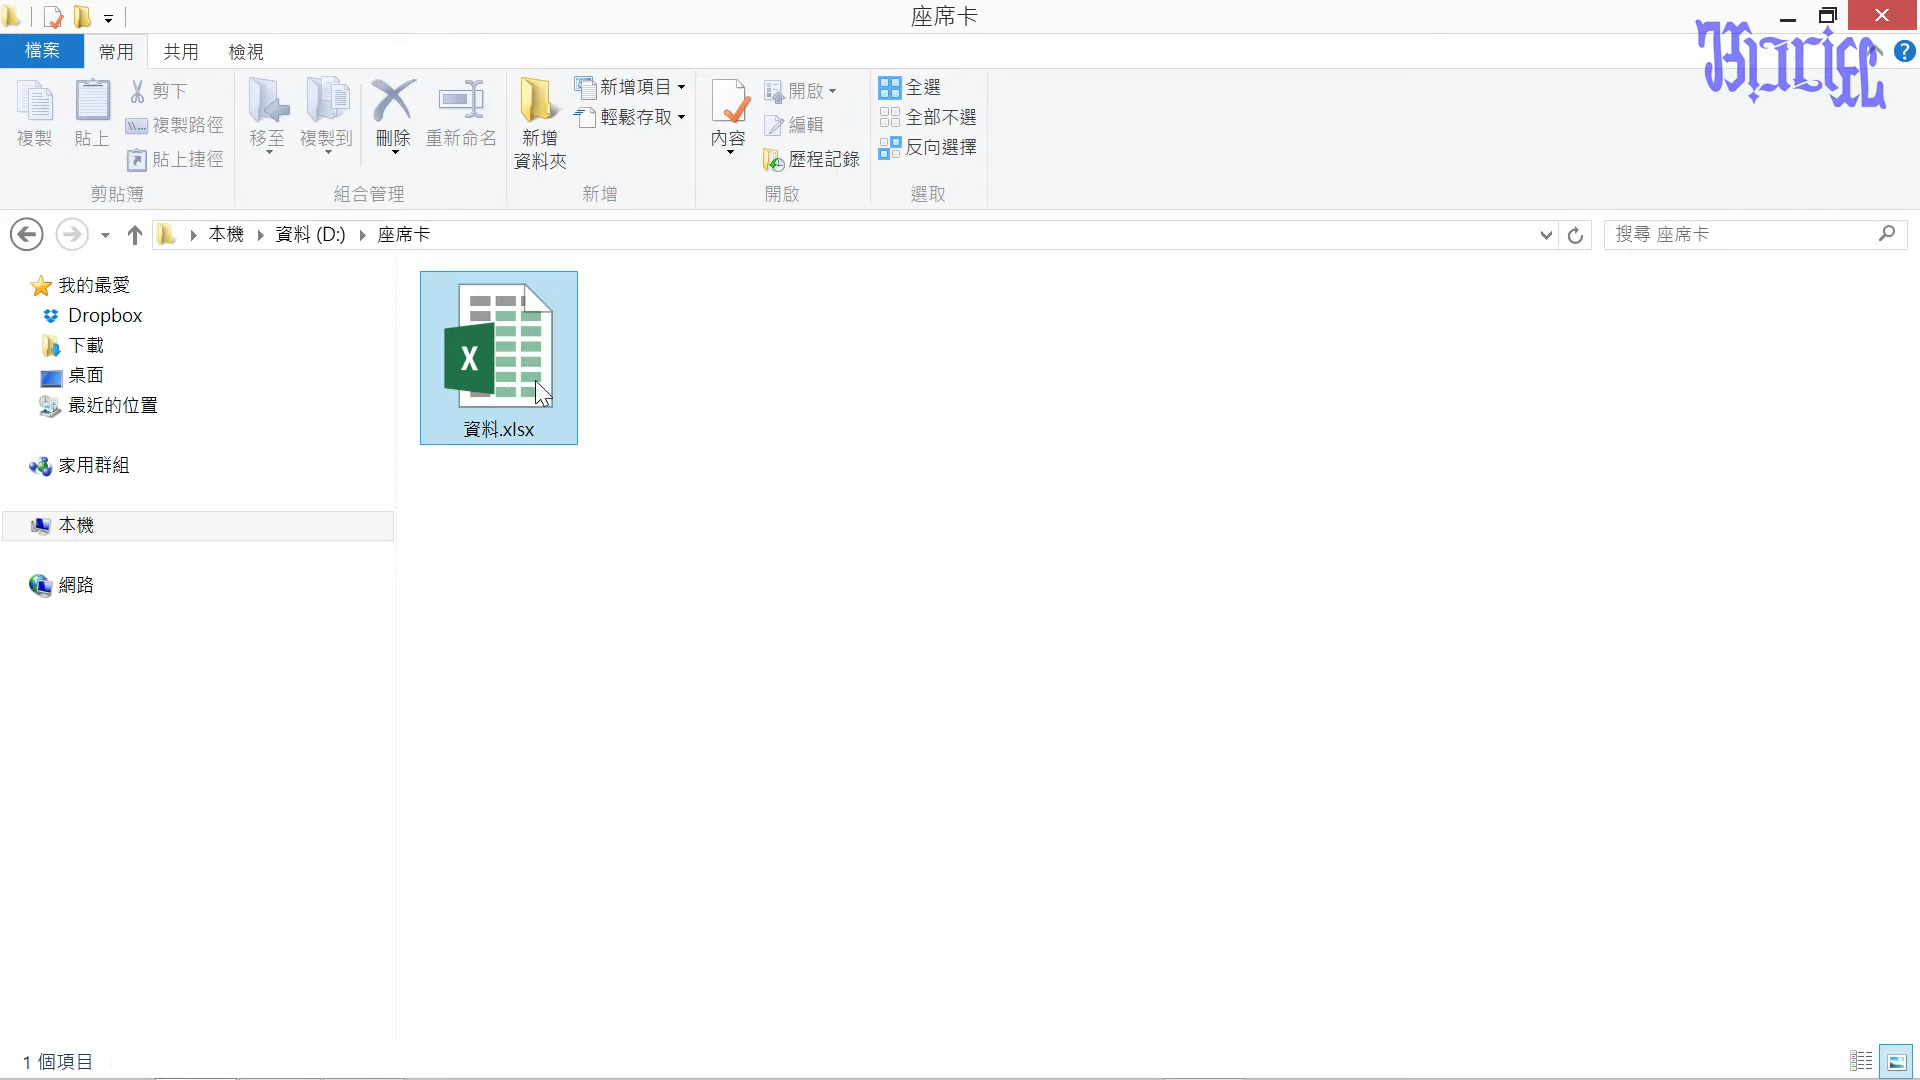 座席卡
檔案 常用 共用 檢視
複製 貼上 剪下 複製路徑 貼上捷徑 移至 複製到 刪除 重新命名 新增資料夾 新增項目 輕鬆存取 內容 開啟 編輯 歷程記錄 全選 全部不選 反向選擇
剪貼簿 組合管理 新增 開啟 選取
本機 資料 (D:) 座席卡
搜尋 座席卡
我的最愛
Dropbox
下載
桌面
最近的位置
家用群組
本機
網路
X
資料.xlsx
1 個項目